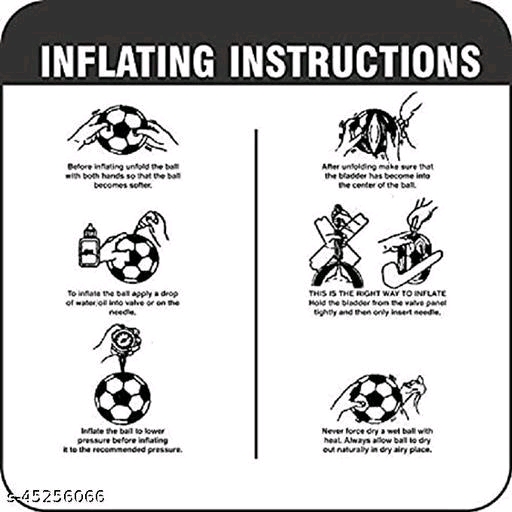 INFLATING INSTRUCTIONS
Before inflating unfold the ball
with both hands so that the ball
becomes softer.
After unfolding make sure that
the bladder has become into
the center of the ball.
To inflate the ball apply a drop
of water/oil into valve or on the
needle.
THIS IS THE RIGHT WAY TO INFLATE
Hold the bladder from the valve panel
tightly and then only insert needle.
Inflate the ball to lower
pressure before inflating
it to the recommended pressure.
Never force dry a wet ball with
heat. Always allow ball to dry
out naturally in dry airy place.
s-45256066